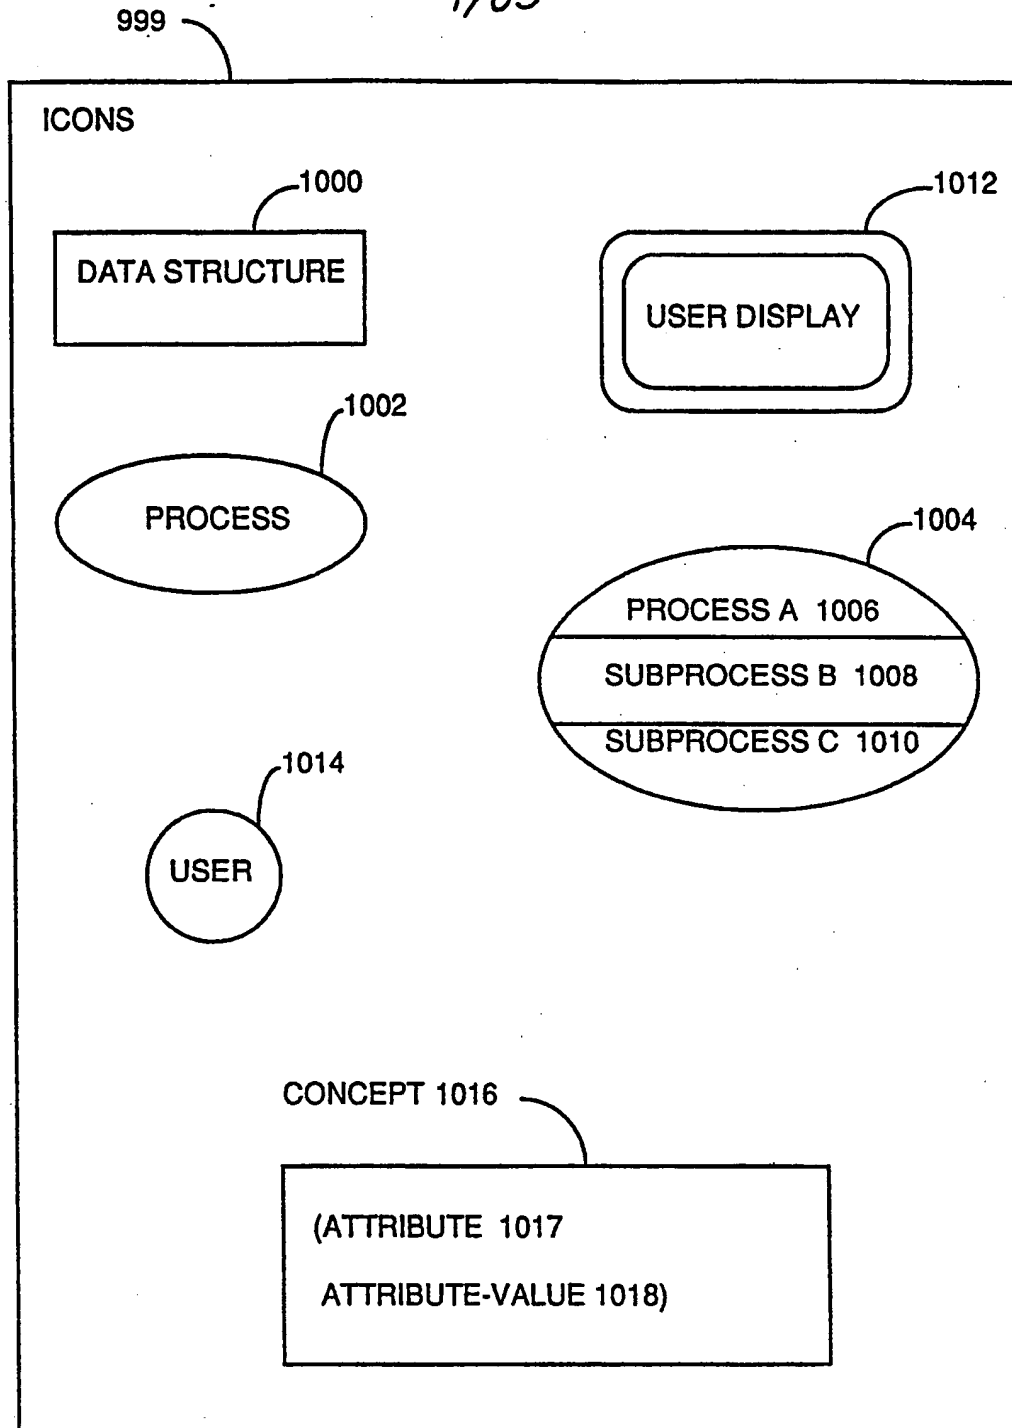 999
ICONS
1000
DATA STRUCTURE
1012
USER DISPLAY
1002
PROCESS
1004
PROCESS A 1006
SUBPROCESS B 1008
SUBPROCESS C 1010
1014
USER
CONCEPT 1016
(ATTRIBUTE 1017
ATTRIBUTE-VALUE 1018)